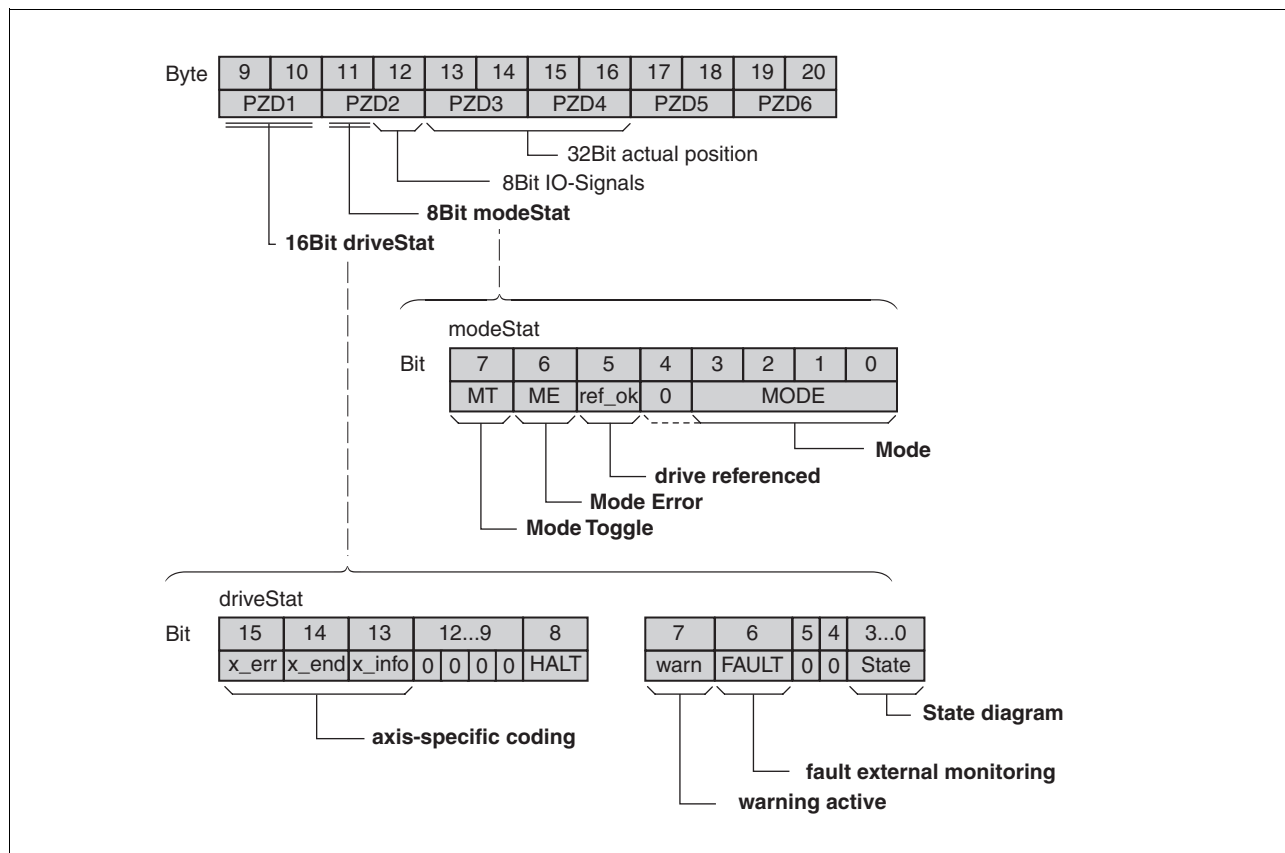 Byte 9 10 11 12 13 14 15 16 17 18 19 20
PZD1 PZD2 PZD3 PZD4 PZD5 PZD6
32Bit actual position
8Bit IO-Signals
8Bit modeStat
16Bit driveStat
modeStat
Bit 7 6 5 4 3 2 1 0
MT ME ref_ok 0 MODE
Mode
drive referenced
Mode Error
Mode Toggle
driveStat
Bit 15 14 13 12...9 8 7 6 5 4 3...0
x_err x_end x_info 0 0 0 0 HALT warn FAULT 0 0 State
State diagram
axis-specific coding
fault external monitoring
warning active